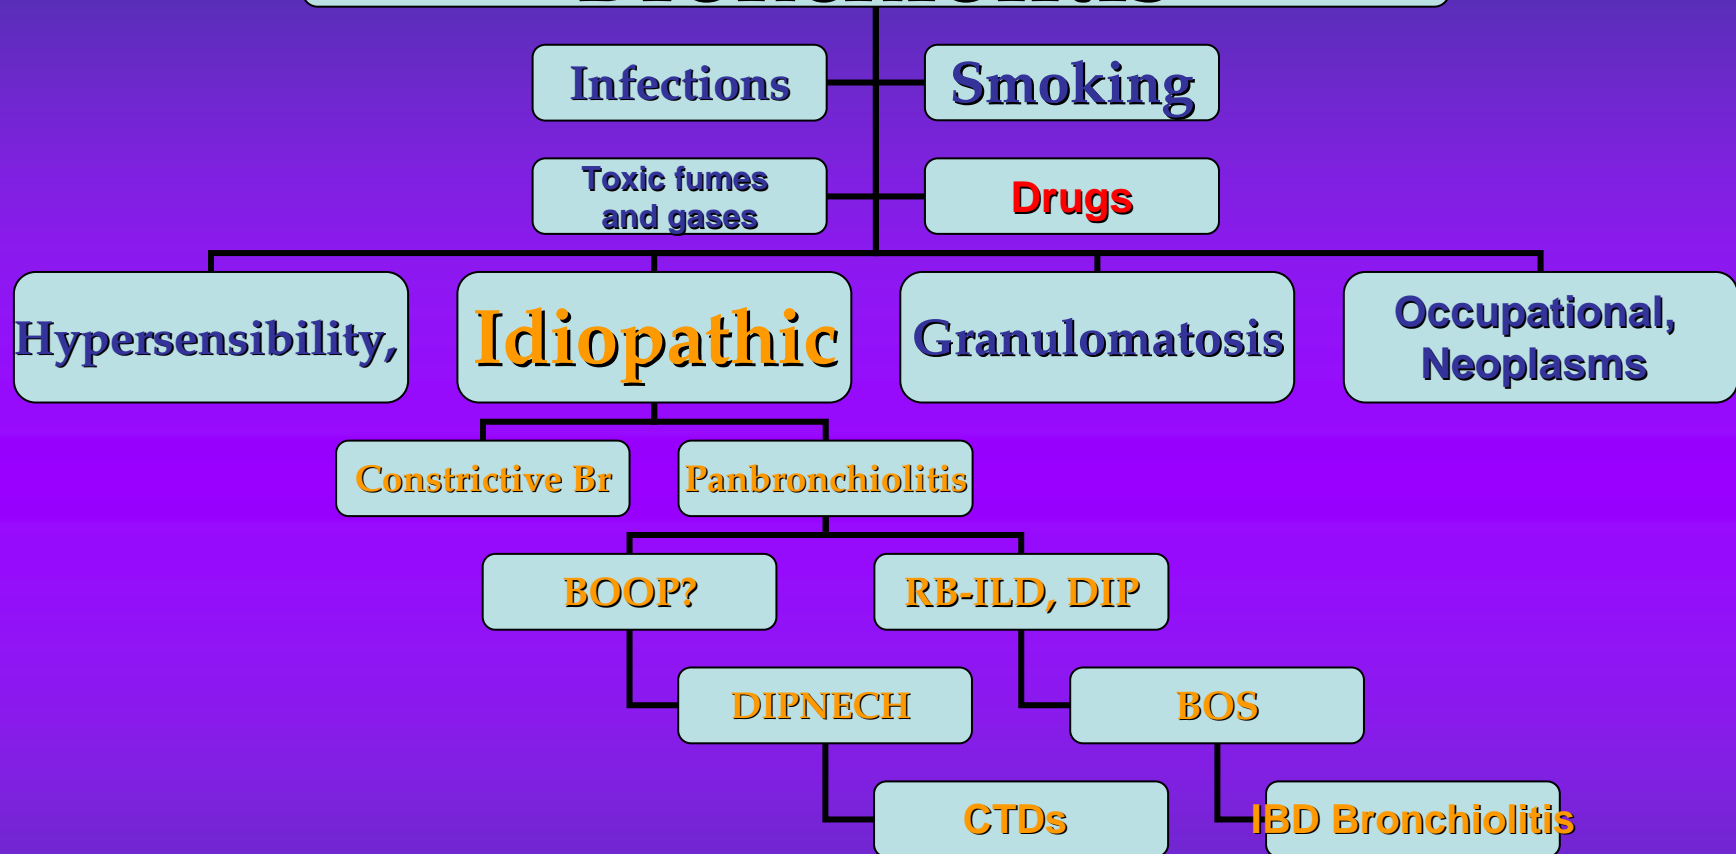 Bronchiolitis
Infections
Smoking
Toxic fumes
and gases
Drugs
Hypersensibility,
Idiopathic
Granulomatosis
Occupational,
Neoplasms
Constrictive Br
Panbronchiolitis
BOOP?
RB-ILD, DIP
DIPNECH
BOS
CTDs
IBD Bronchiolitis